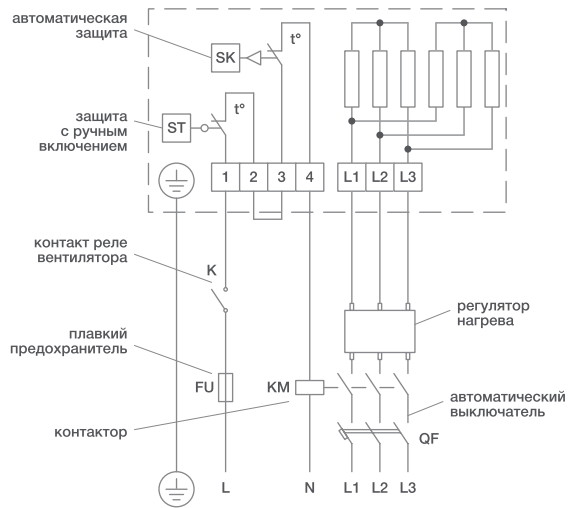 автоматическая
защита
t°
SK
защита
с ручным
включением
t°
ST
1 2 3 4 L1 L2 L3
контакт реле
вентилятора
K
регулятор
нагрева
плавкий
предохранитель
FU
KM
автоматический
выключатель
контактор
QF
L N L1 L2 L3